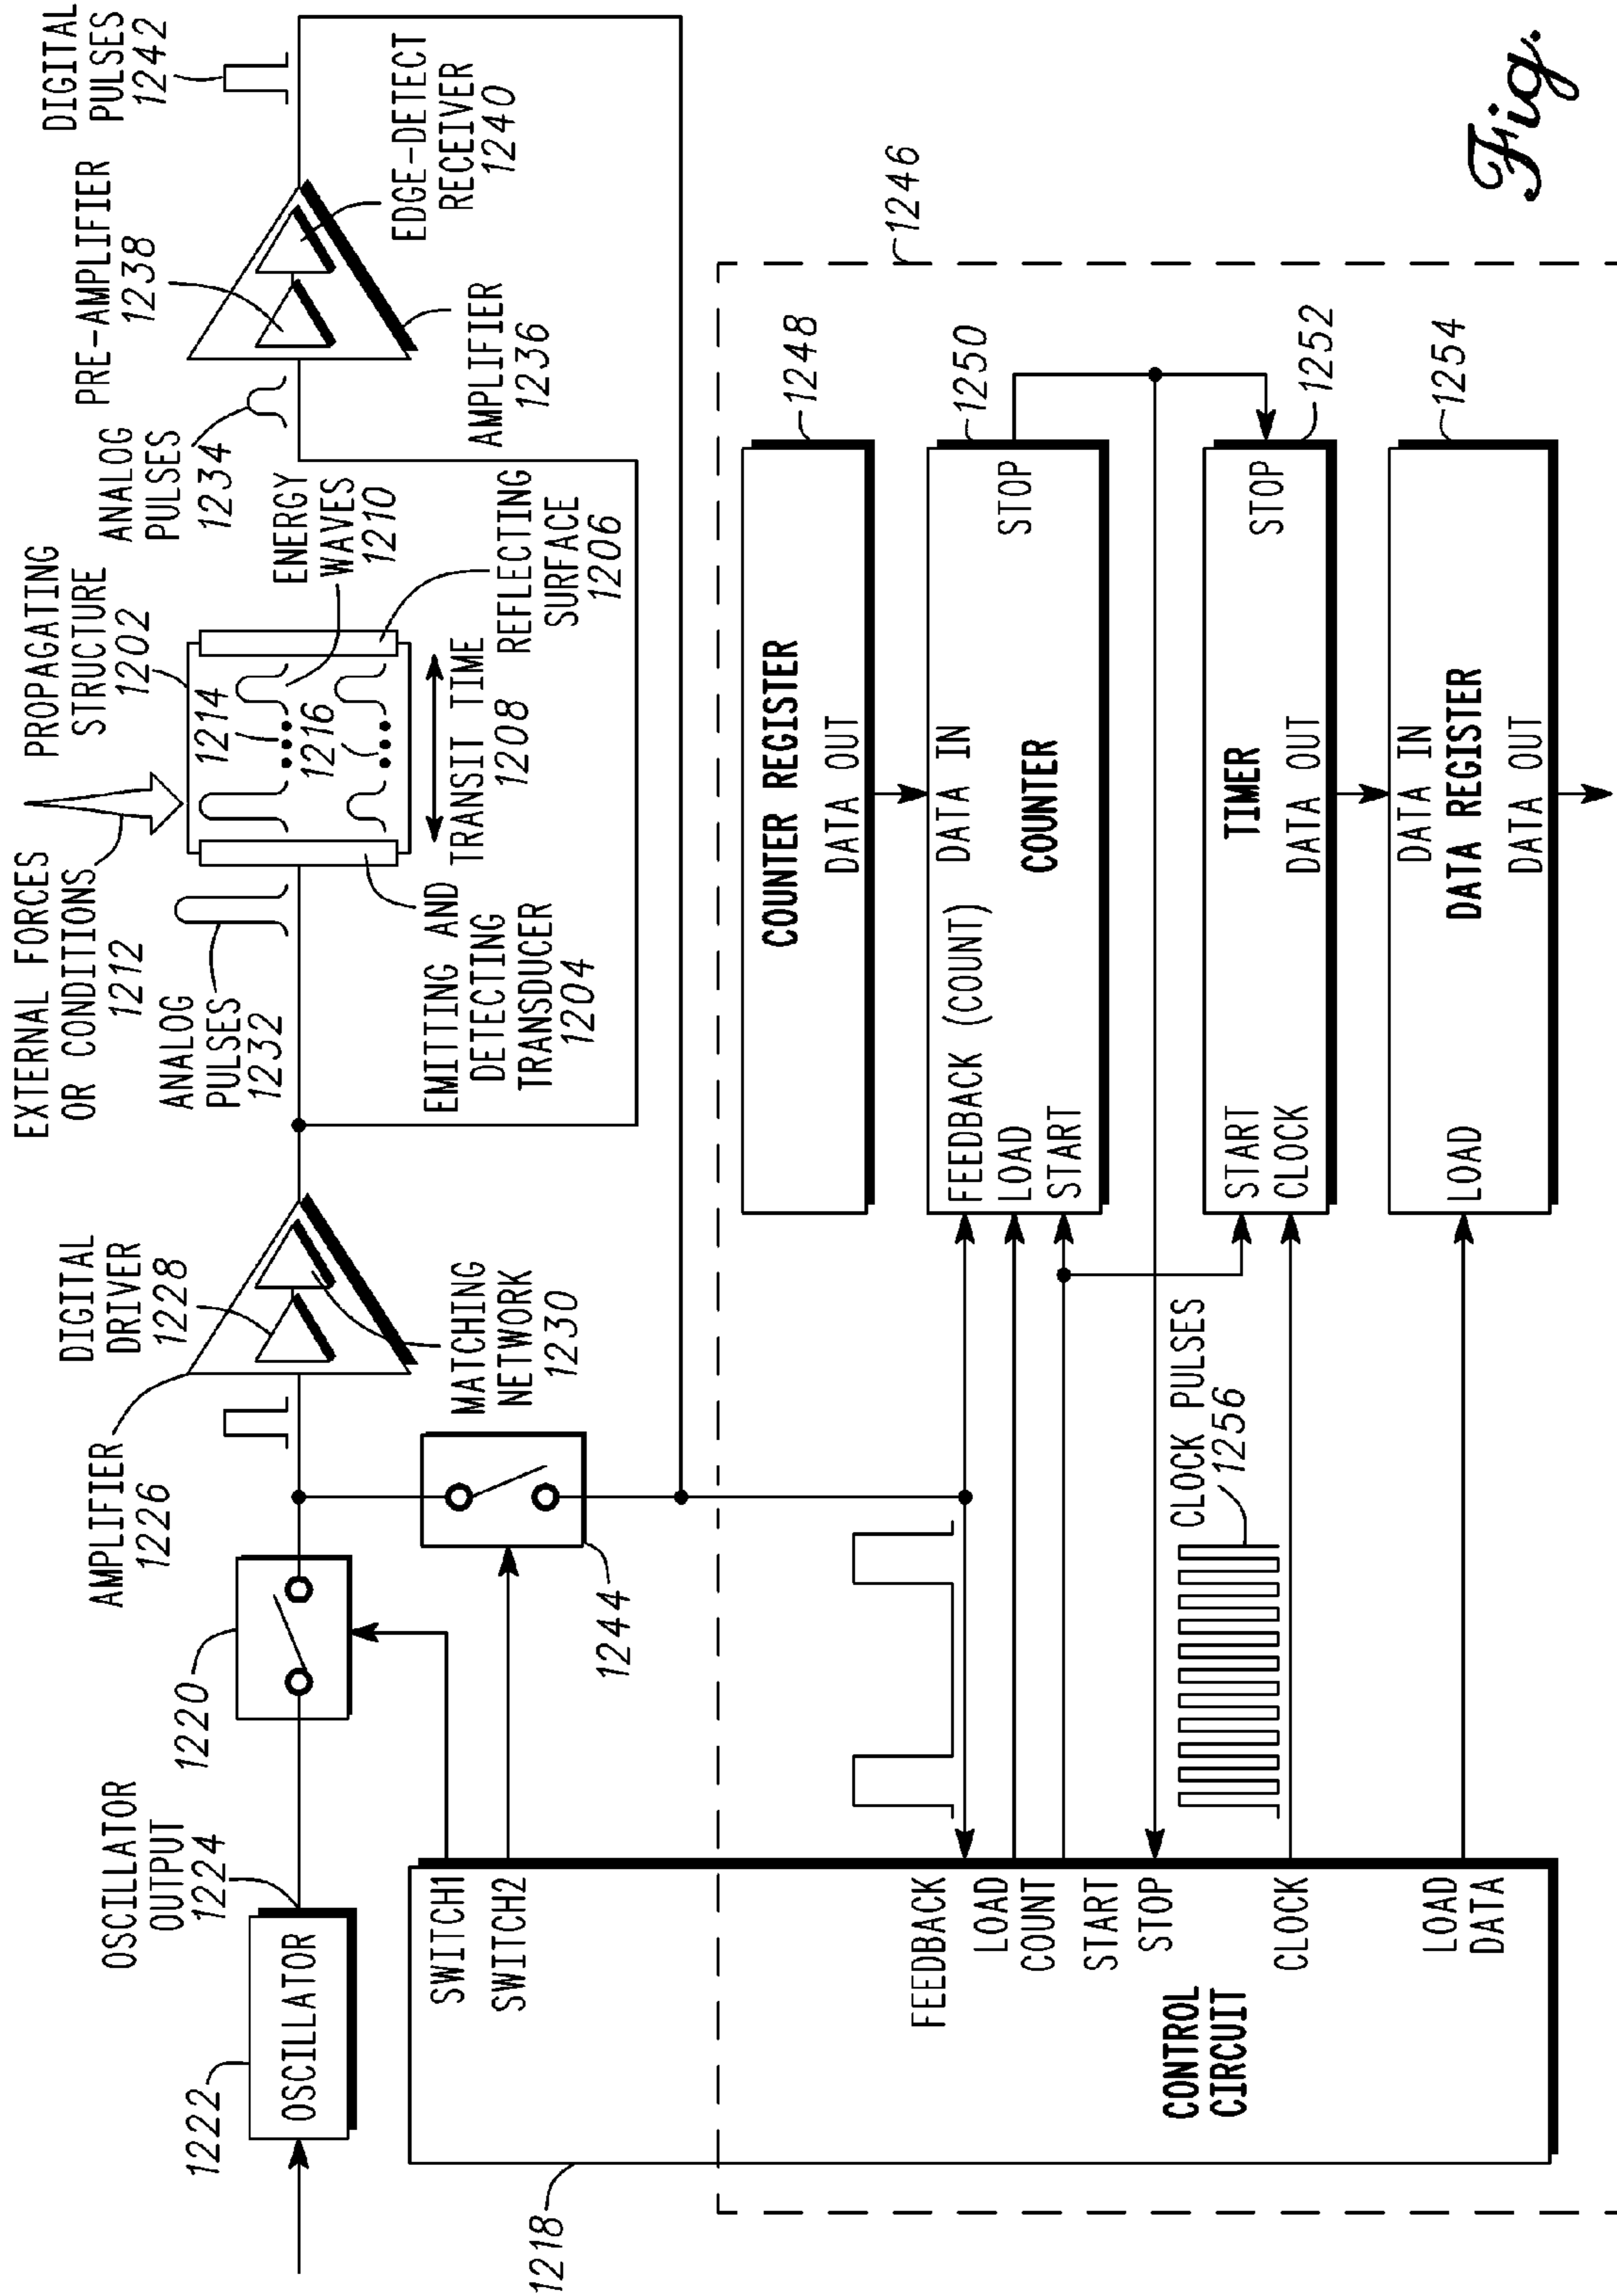 EXTERNAL FORCES
OR CONDITIONS
1212
PROPAGATING
STRUCTURE
1202
ANALOG
PULSES
1234
PRE-AMPLIFIER
1238
DIGITAL
PULSES
1242
OSCILLATOR
OUTPUT
1224
1222
OSCILLATOR
1220
AMPLIFIER
1226
DIGITAL
DRIVER
1228
ANALOG
PULSES
1232
1214
1216
ENERGY
WAVES
1210
EDGE-DETECT
RECEIVER
1240
MATCHING
NETWORK
1230
EMITTING AND
DETECTING
TRANSDUCER
1204
TRANSIT TIME
1208
REFLECTING
SURFACE
1206
AMPLIFIER
1236
1244
1218
SWITCH1
SWITCH2
FEEDBACK
LOAD
COUNT
START
STOP
CLOCK
LOAD
DATA
CONTROL
CIRCUIT
CLOCK PULSES
1256
1246
COUNTER REGISTER
DATA OUT
1248
FEEDBACK (COUNT)
DATA IN
LOAD
START
COUNTER
STOP
1250
START
CLOCK
TIMER
DATA OUT
STOP
1252
LOAD
DATA IN
DATA REGISTER
DATA OUT
1254
Fig.